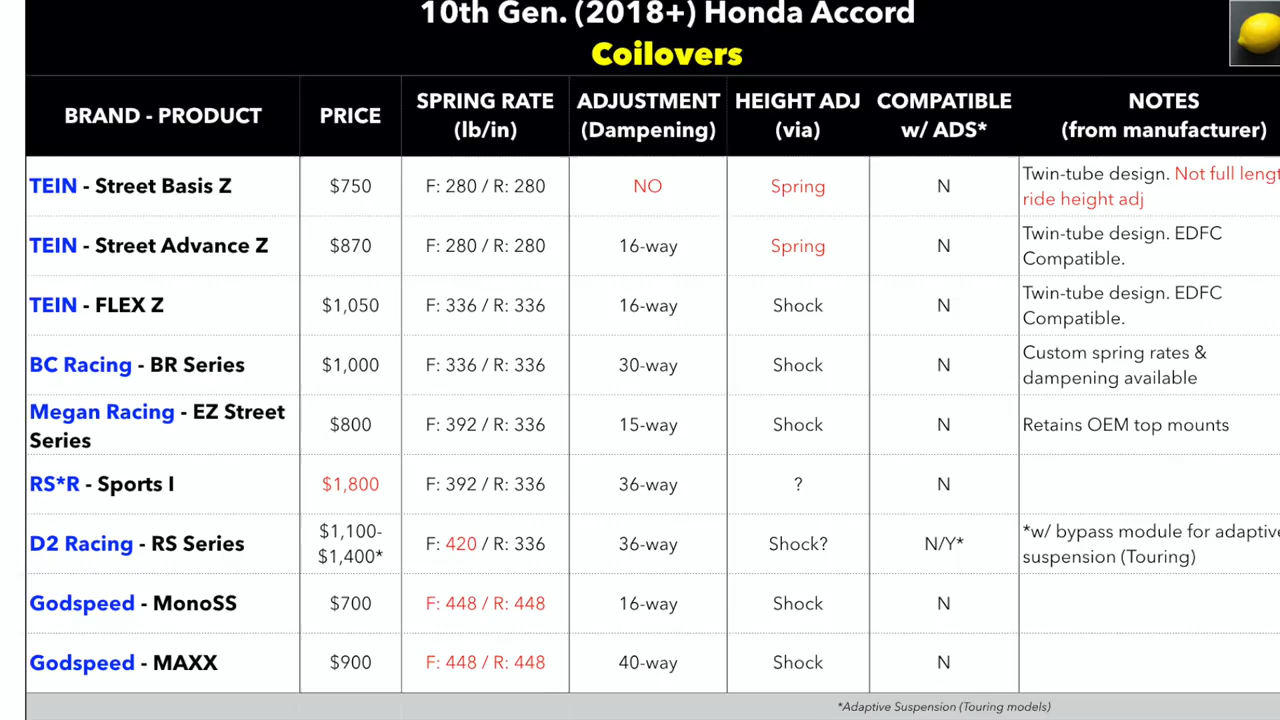 10th Gen. (2018+) Honda Accord
Coilovers
BRAND - PRODUCT
PRICE
SPRING RATE
(lb/in)
ADJUSTMENT
(Dampening)
HEIGHT ADJ
(via)
COMPATIBLE
w/ ADS*
NOTES
(from manufacturer)
TEIN - Street Basis Z
$750
F: 280 / R: 280
NO
Spring
N
Twin-tube design. Not full
ride height adj
TEIN - Street Advance Z
$870
F: 280 / R: 280
16-way
Spring
N
Twin-tube design. EDFC
Compatible.
TEIN - FLEX Z
$1,050
F: 336 / R: 336
16-way
Shock
N
Twin-tube design. EDFC
Compatible.
BC Racing - BR Series
$1,000
F: 336 / R: 336
30-way
Shock
N
Custom spring rates &
dampening available
Megan Racing - EZ Street
Series
$800
F: 392 / R: 336
15-way
Shock
N
Retains OEM top mounts
RS*R - Sports I
$1,800
F: 392 / R: 336
36-way
?
N
D2 Racing - RS Series
$1,100-
$1,400*
F: 420 / R: 336
36-way
Shock?
N/Y*
*w/ bypass module for
suspension (Touring)
Godspeed - MonoSS
$700
F: 448 / R: 448
16-way
Shock
N
Godspeed - MAXX
$900
F: 448 / R: 448
40-way
Shock
N
*Adaptive Suspension (Touring models)